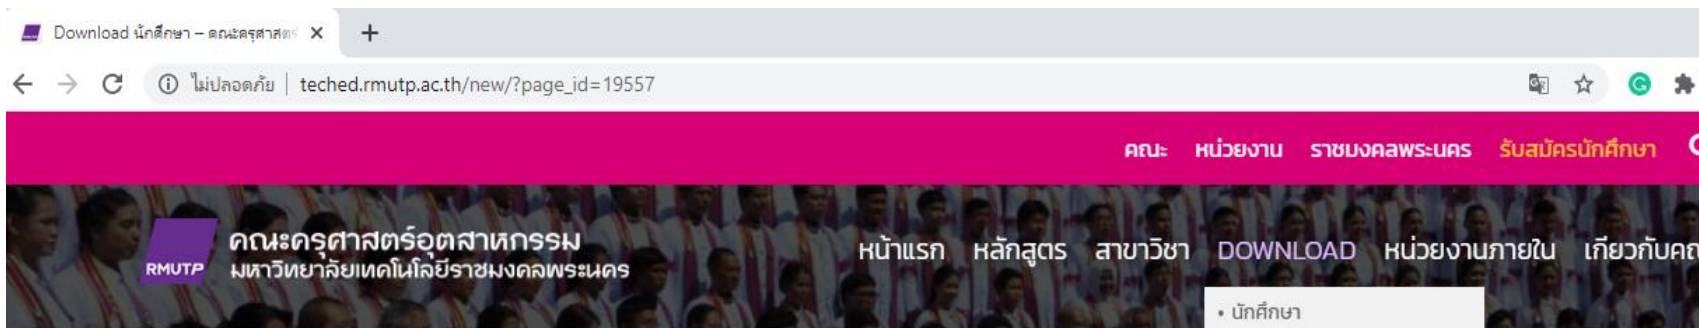 Download นักศึกษา – คณะครุศาสตร์
ไม่ปลอดภัย | teched.rmutp.ac.th/new/?page_id=19557
คณะ หน่วยงาน ราชมงคลพระนคร รับสมัครนักศึกษา
RMUTP
คณะครุศาสตร์อุตสาหกรรม
มหาวิทยาลัยเทคโนโลยีราชมงคลพระนคร
หน้าแรก หลักสูตร สาขาวิชา DOWNLOAD หน่วยงานภายใน เกี่ยวกับคณ
• นักศึกษา